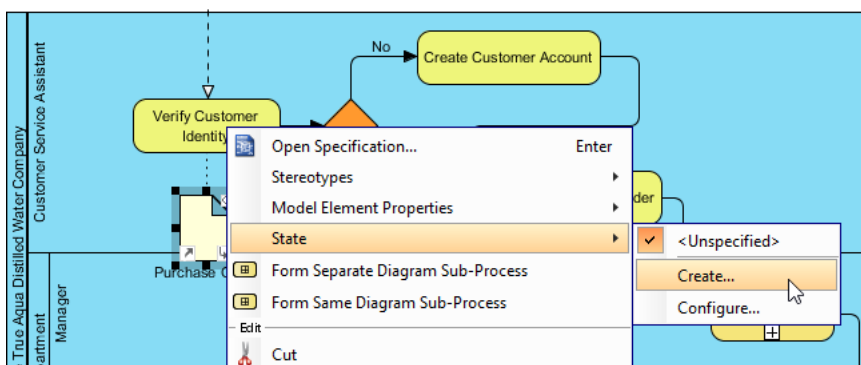 True Aqua Distilled Water Company
Customer Service Assistant
No
Create Customer Account
Verify Customer
Identity
Open Specification... Enter
Stereotypes
Model Element Properties
State
<Unspecified>
Create...
Configure...
Form Separate Diagram Sub-Process
Form Same Diagram Sub-Process
Edit
Cut
Purchase
Manager